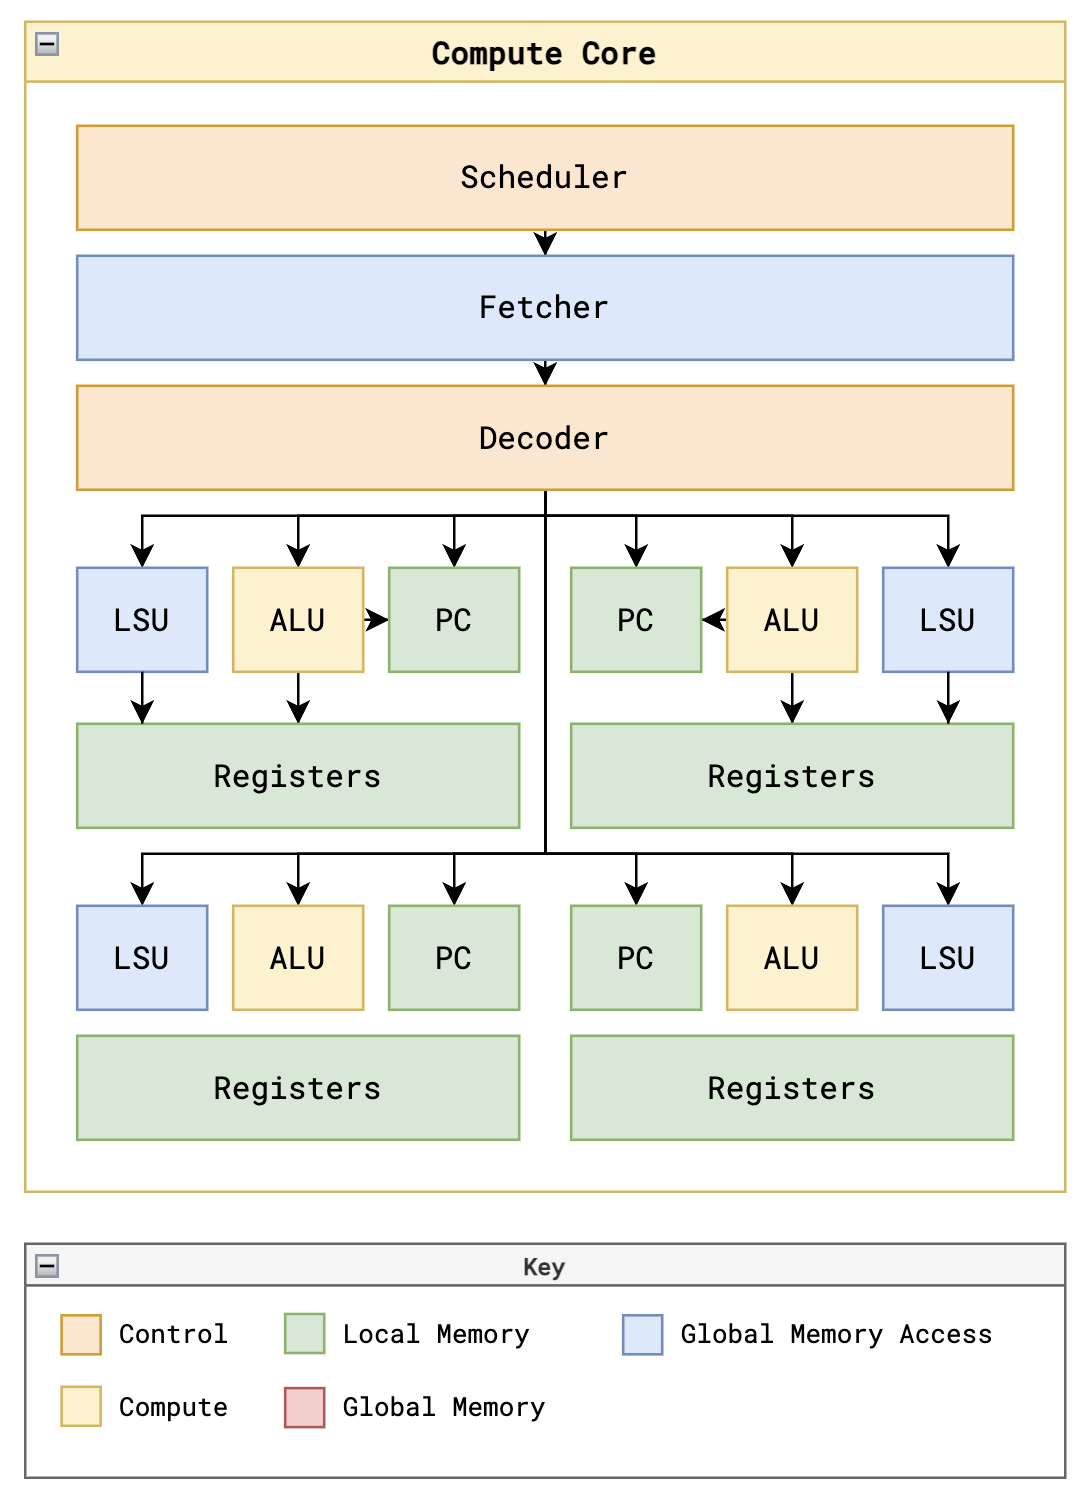 Compute Core
Scheduler
Fetcher
Decoder
LSU ALU PC PC ALU LSU
Registers Registers
LSU ALU PC PC ALU LSU
Registers Registers
Key
Control Local Memory Global Memory Access
Compute Global Memory